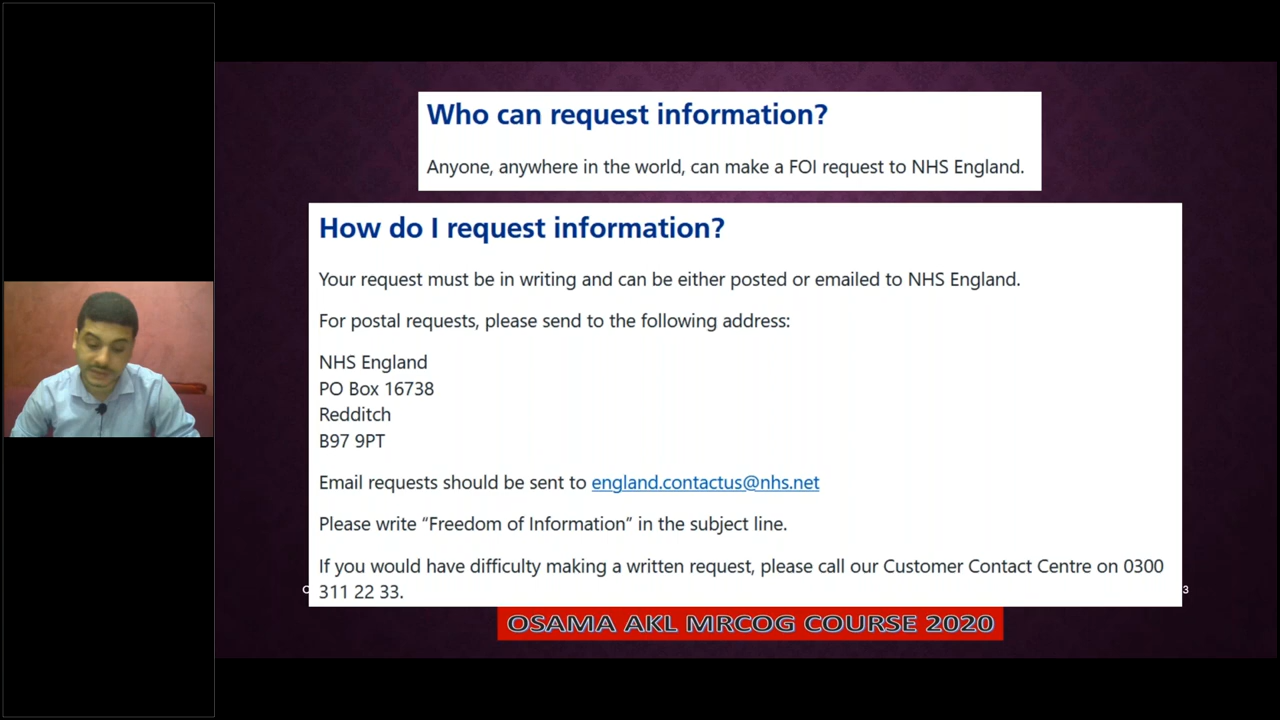 Who can request information?
Anyone, anywhere in the world, can make a FOI request to NHS England.
How do I request information?
Your request must be in writing and can be either posted or emailed to NHS England.
For postal requests, please send to the following address:
NHS England
PO Box 16738
Redditch
B97 9PT
Email requests should be sent to england.contactus@nhs.net
Please write “Freedom of Information” in the subject line.
If you would have difficulty making a written request, please call our Customer Contact Centre on 0300
311 22 33.
3
OSAMA AKL MRCOG COURSE 2020